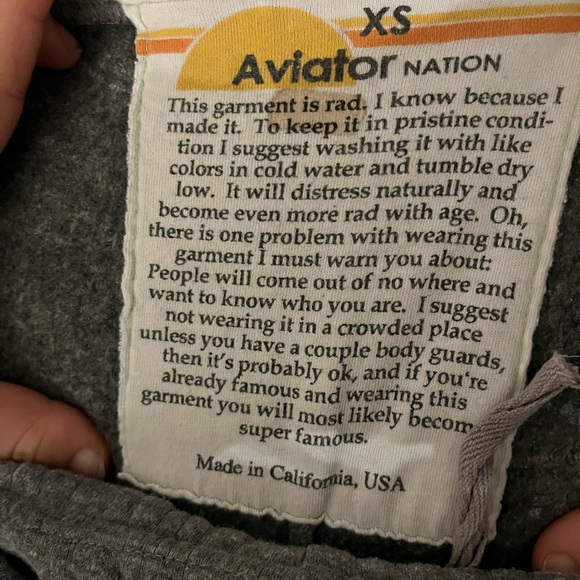 XS
Aviator NATION
This garment is rad. I know because I
made it. To keep it in pristine condi-
tion I suggest washing it with like
colors in cold water and tumble dry
low. It will distress naturally and
become even more rad with age. Oh,
there is one problem with wearing this
garment I must warn you about:
People will come out of no where and
want to know who you are. I suggest
not wearing it in a crowded place
unless you have a couple body guards,
then it's probably ok, and if you're
already famous and wearing this
garment you will most likely becom
super famous.
Made in California, USA